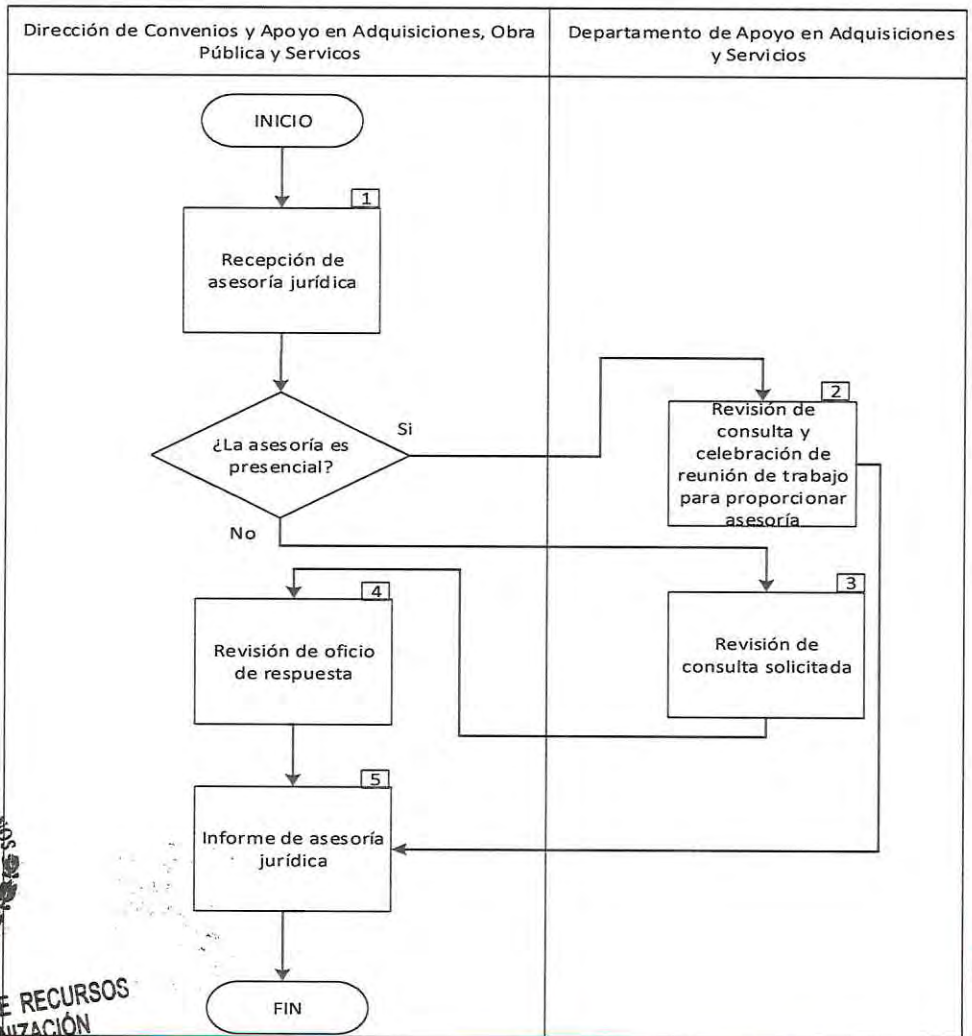 Dirección de Convenios y Apoyo en Adquisiciones, Obra
Pública y Servicos
Departamento de Apoyo en Adquisiciones
y Servicios
INICIO
1
Recepción de
asesoría jurídica
¿La asesoría es
presencial?
Si
No
2
Revisión de
consulta y
celebración de
reunión de trabajo
para proporcionar
asesoría
3
Revisión de
consulta solicitada
4
Revisión de oficio
de respuesta
5
Informe de asesoría
jurídica
FIN
RECURSOS